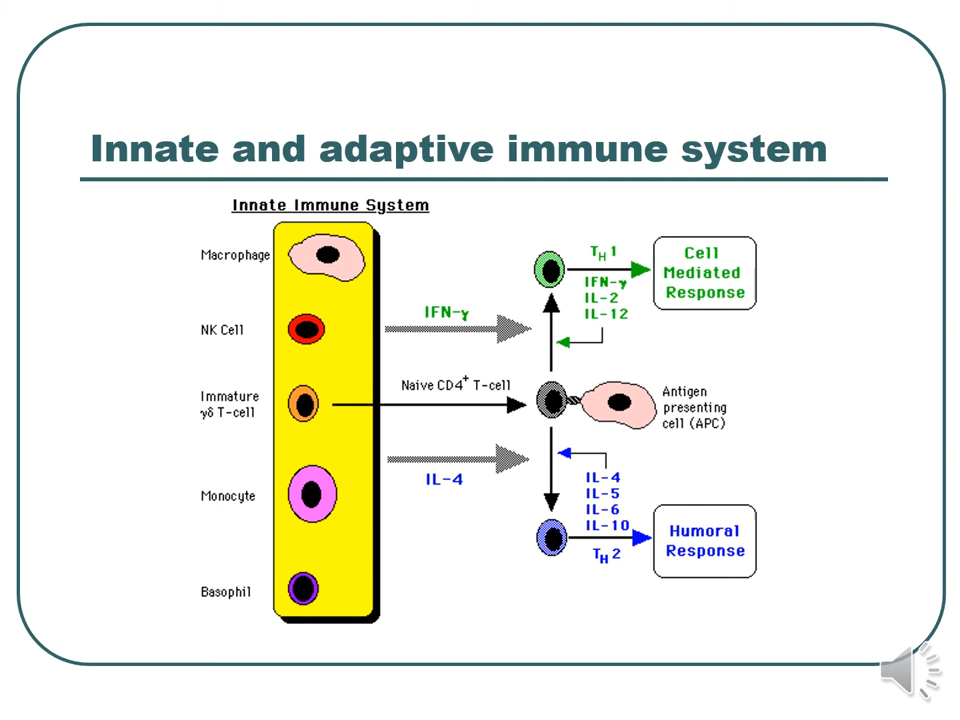 Innate and adaptive immune system
Innate Immune System
Macrophage
NK Cell
Immature
γδ T-cell
Monocyte
Basophil
IFN-γ
Naive CD4+ T-cell
IL-4
TH1
IFN-γ
IL-2
IL-12
Cell
Mediated
Response
Antigen
presenting
cell (APC)
IL-4
IL-5
IL-6
IL-10
TH2
Humoral
Response